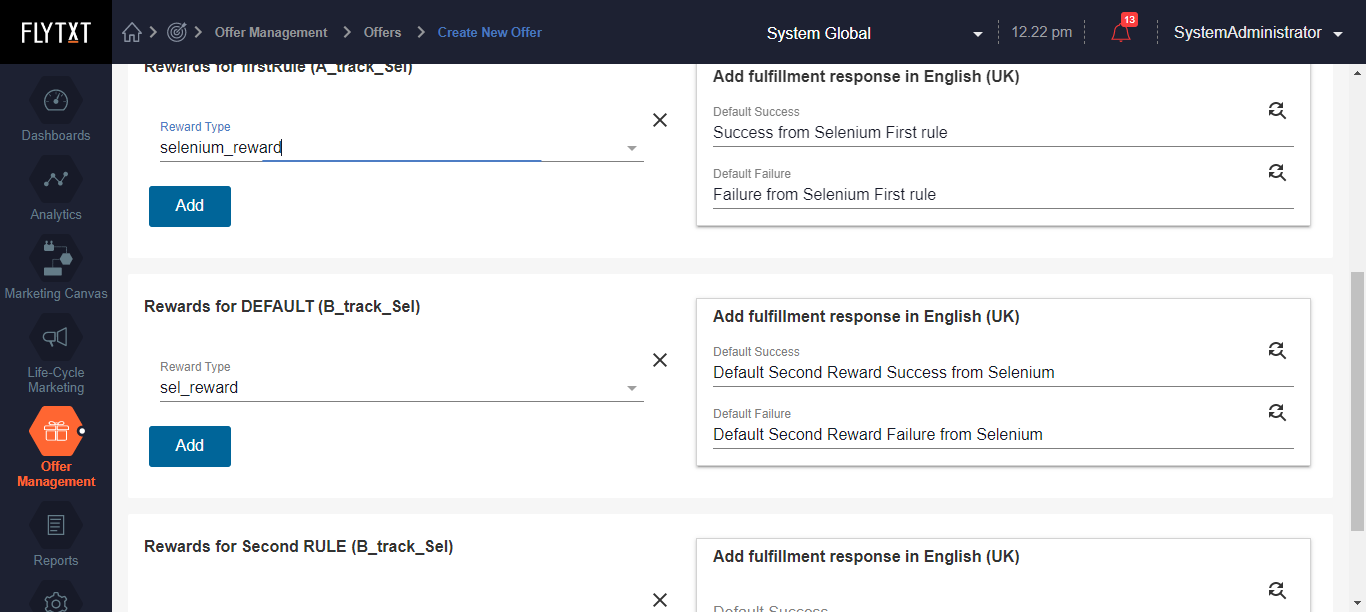 FLYTXT
Offer Management
Offers
Create New Offer
System Global
12.22 pm
13
SystemAdministrator
Dashboards
Analytics
Marketing Canvas
Life-Cycle
Marketing
Offer
Management
Reports
Rewards for firstRule (A_track_Sel)
Reward Type
selenium_reward
Add
Add fulfillment response in English (UK)
Default Success
Success from Selenium First rule
Default Failure
Failure from Selenium First rule
Rewards for DEFAULT (B_track_Sel)
Reward Type
sel_reward
Add
Add fulfillment response in English (UK)
Default Success
Default Second Reward Success from Selenium
Default Failure
Default Second Reward Failure from Selenium
Rewards for Second RULE (B_track_Sel)
Add fulfillment response in English (UK)
Default Success